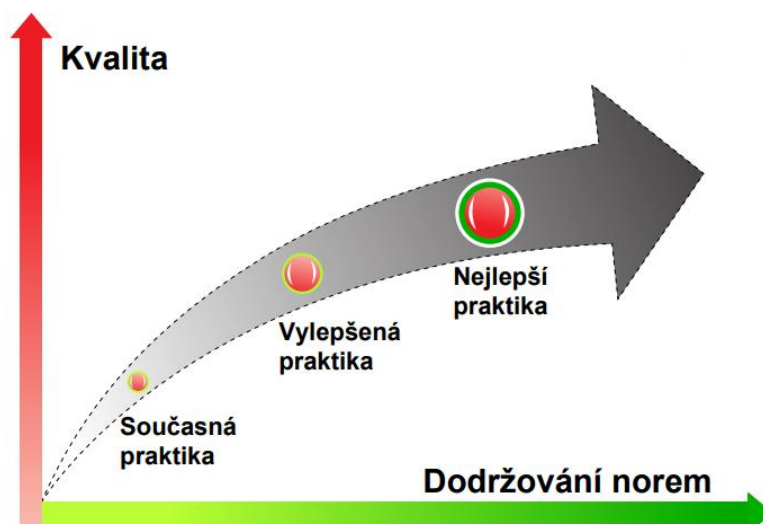 Kvalita
Nejlepší
praktika
Vylepšená
praktika
Současná
praktika
Dodržování norem